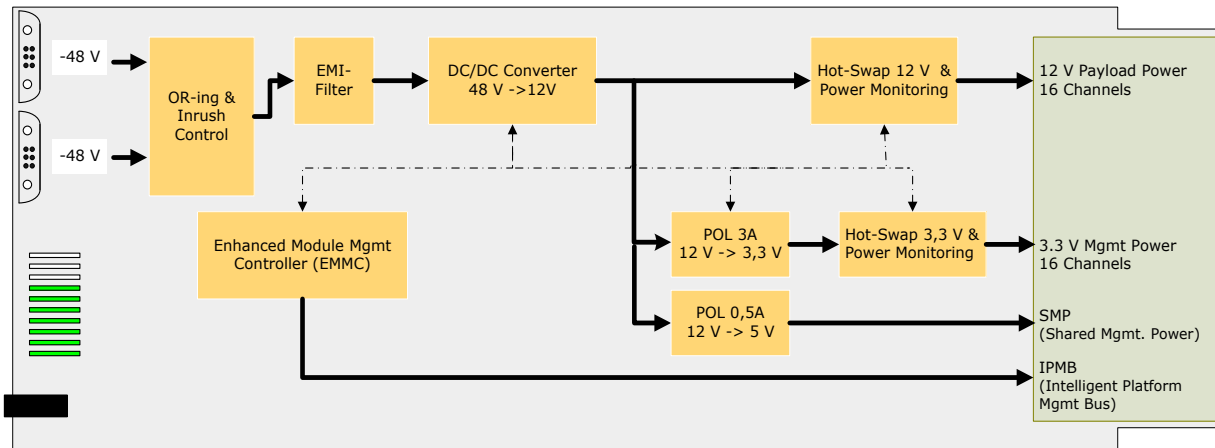 -48 V
-48 V
OR-ing &
Inrush
Control
EMI-
Filter
DC/DC Converter
48 V ->12V
Hot-Swap 12 V &
Power Monitoring
12 V Payload Power
16 Channels
Enhanced Module Mgmt
Controller (EMMC)
POL 3A
12 V -> 3,3 V
Hot-Swap 3,3 V &
Power Monitoring
3.3 V Mgmt Power
16 Channels
POL 0,5A
12 V -> 5 V
SMP
(Shared Mgmt. Power)
IPMB
(Intelligent Platform
Mgmt Bus)